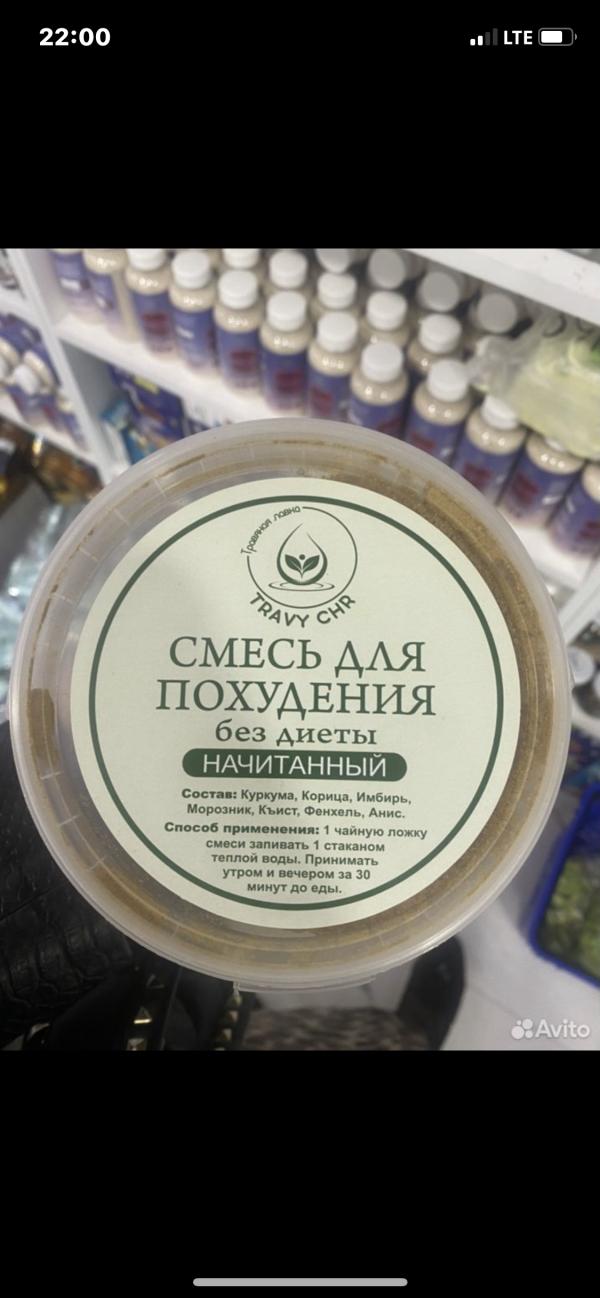 22:00
LTE
Травяная лавка
TRAVY CHR
СМЕСЬ ДЛЯ
ПОХУДЕНИЯ
без диеты
НАЧИТАННЫЙ
Состав: Куркума, Корица, Имбирь,
Морозник, Къист, Фенхель, Анис.
Способ применения: 1 чайную ложку
смеси запивать 1 стаканом
теплой воды. Принимать
утром и вечером за 30
минут до еды.
Avito